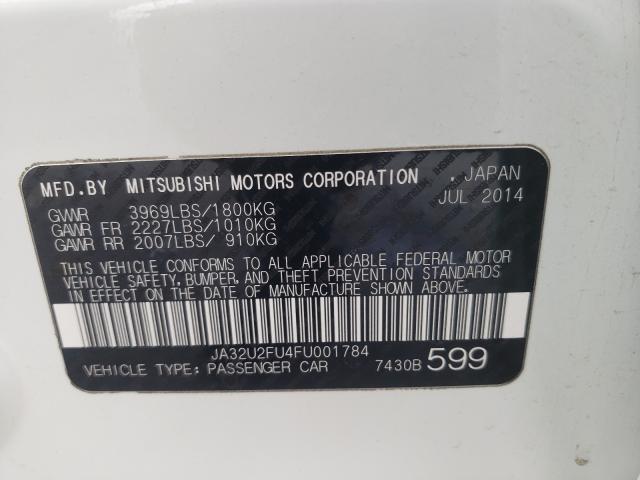 MFD.BY MITSUBISHI MOTORS CORPORATION . JAPAN
JUL 2014
GVWR 3969LBS/1800KG
GAWR FR 2227LBS/1010KG
GAWR RR 2007LBS/ 910KG
THIS VEHICLE CONFORMS TO ALL APPLICABLE FEDERAL MOTOR
VEHICLE SAFETY, BUMPER, AND THEFT PREVENTION STANDARDS
IN EFFECT ON THE DATE OF MANUFACTURE SHOWN ABOVE.
JA32U2FU4FU001784
VEHICLE TYPE: PASSENGER CAR 7430B 599